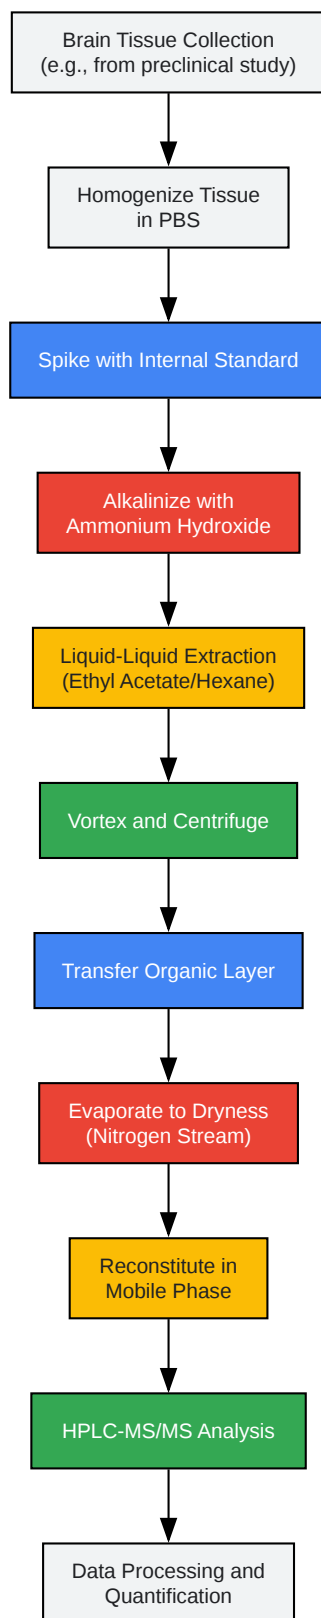 Brain Tissue Collection
(e.g., from preclinical study)
Homogenize Tissue
in PBS
Spike with Internal Standard
Alkalinize with
Ammonium Hydroxide
Liquid-Liquid Extraction
(Ethyl Acetate/Hexane)
Vortex and Centrifuge
Transfer Organic Layer
Evaporate to Dryness
(Nitrogen Stream)
Reconstitute in
Mobile Phase
HPLC-MS/MS Analysis
Data Processing and
Quantification